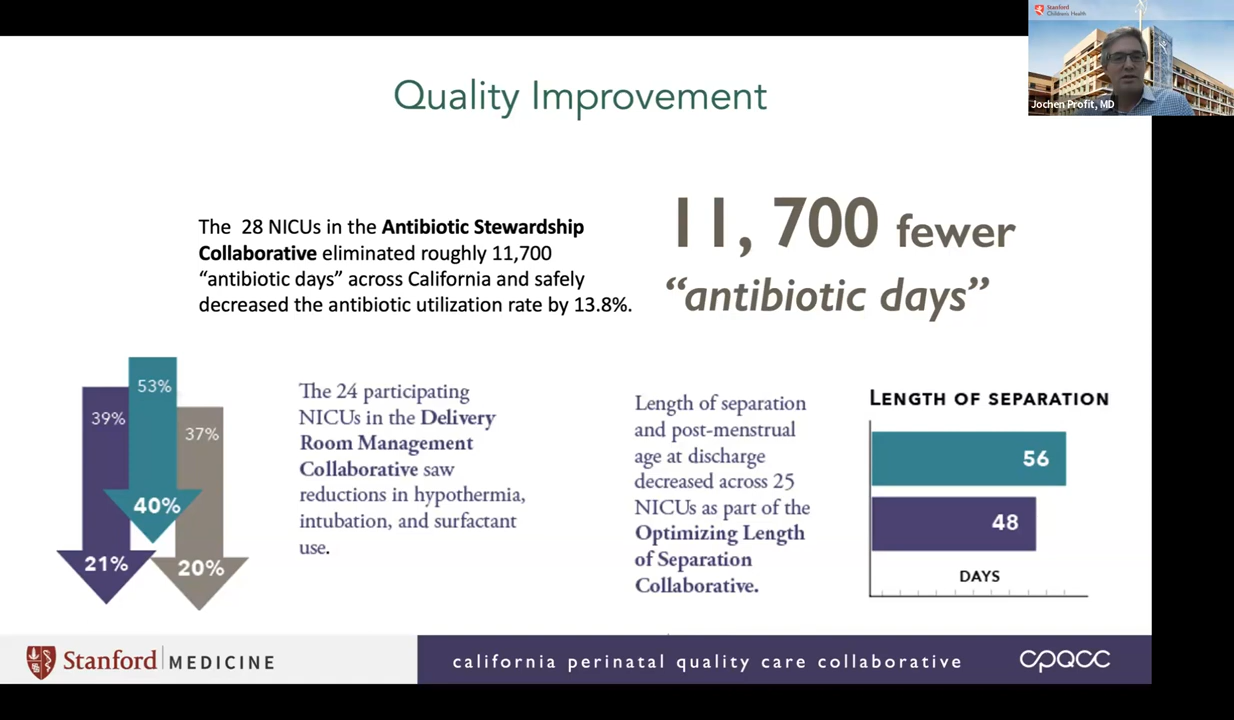 Stanford
Children's Health
Jochen Profit, MD
Quality Improvement
The 28 NICUs in the Antibiotic Stewardship
Collaborative eliminated roughly 11,700
“antibiotic days” across California and safely
decreased the antibiotic utilization rate by 13.8%.
11, 700 fewer
“antibiotic days”
53%
39%
37%
40%
21%
20%
The 24 participating
NICUs in the Delivery
Room Management
Collaborative saw
reductions in hypothermia,
intubation, and surfactant
use.
Length of separation
and post-menstrual
age at discharge
decreased across 25
NICUs as part of the
Optimizing Length
of Separation
Collaborative.
LENGTH OF SEPARATION
56
48
DAYS
Stanford MEDICINE
california perinatal quality care collaborative
cpqcc